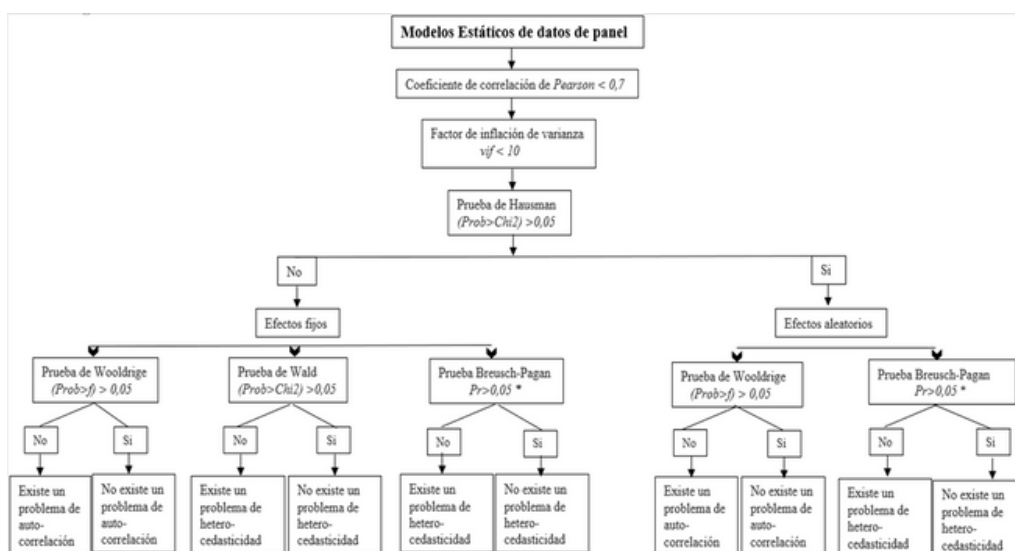 Modelos Estáticos de datos de panel
Coeficiente de correlación de Pearson < 0,7
Factor de inflación de varianza
vif < 10
Prueba de Hausman
(Prob>Chi2) >0,05
No
Si
Efectos fijos
Efectos aleatorios
Prueba de Wooldrige
(Prob>f) > 0,05
Prueba de Wald
(Prob>Chi2) >0,05
Prueba Breusch-Pagan
Pr>0,05 *
Prueba de Wooldrige
(Prob>f) > 0,05
Prueba Breusch-Pagan
Pr>0,05 *
No
Si
No
Si
No
Si
No
Si
No
Si
Existe un
problema de
auto-
correlación
No existe un
problema de
auto-
correlación
Existe un
problema de
hetero-
cedasticidad
No existe un
problema de
hetero-
cedasticidad
Existe un
problema de
hetero-
cedasticidad
No existe un
problema de
hetero-
cedasticidad
Existe un
problema de
auto-
correlación
No existe un
problema de
auto-
correlación
Existe un
problema de
hetero-
cedasticidad
No existe un
problema de
hetero-
cedasticidad